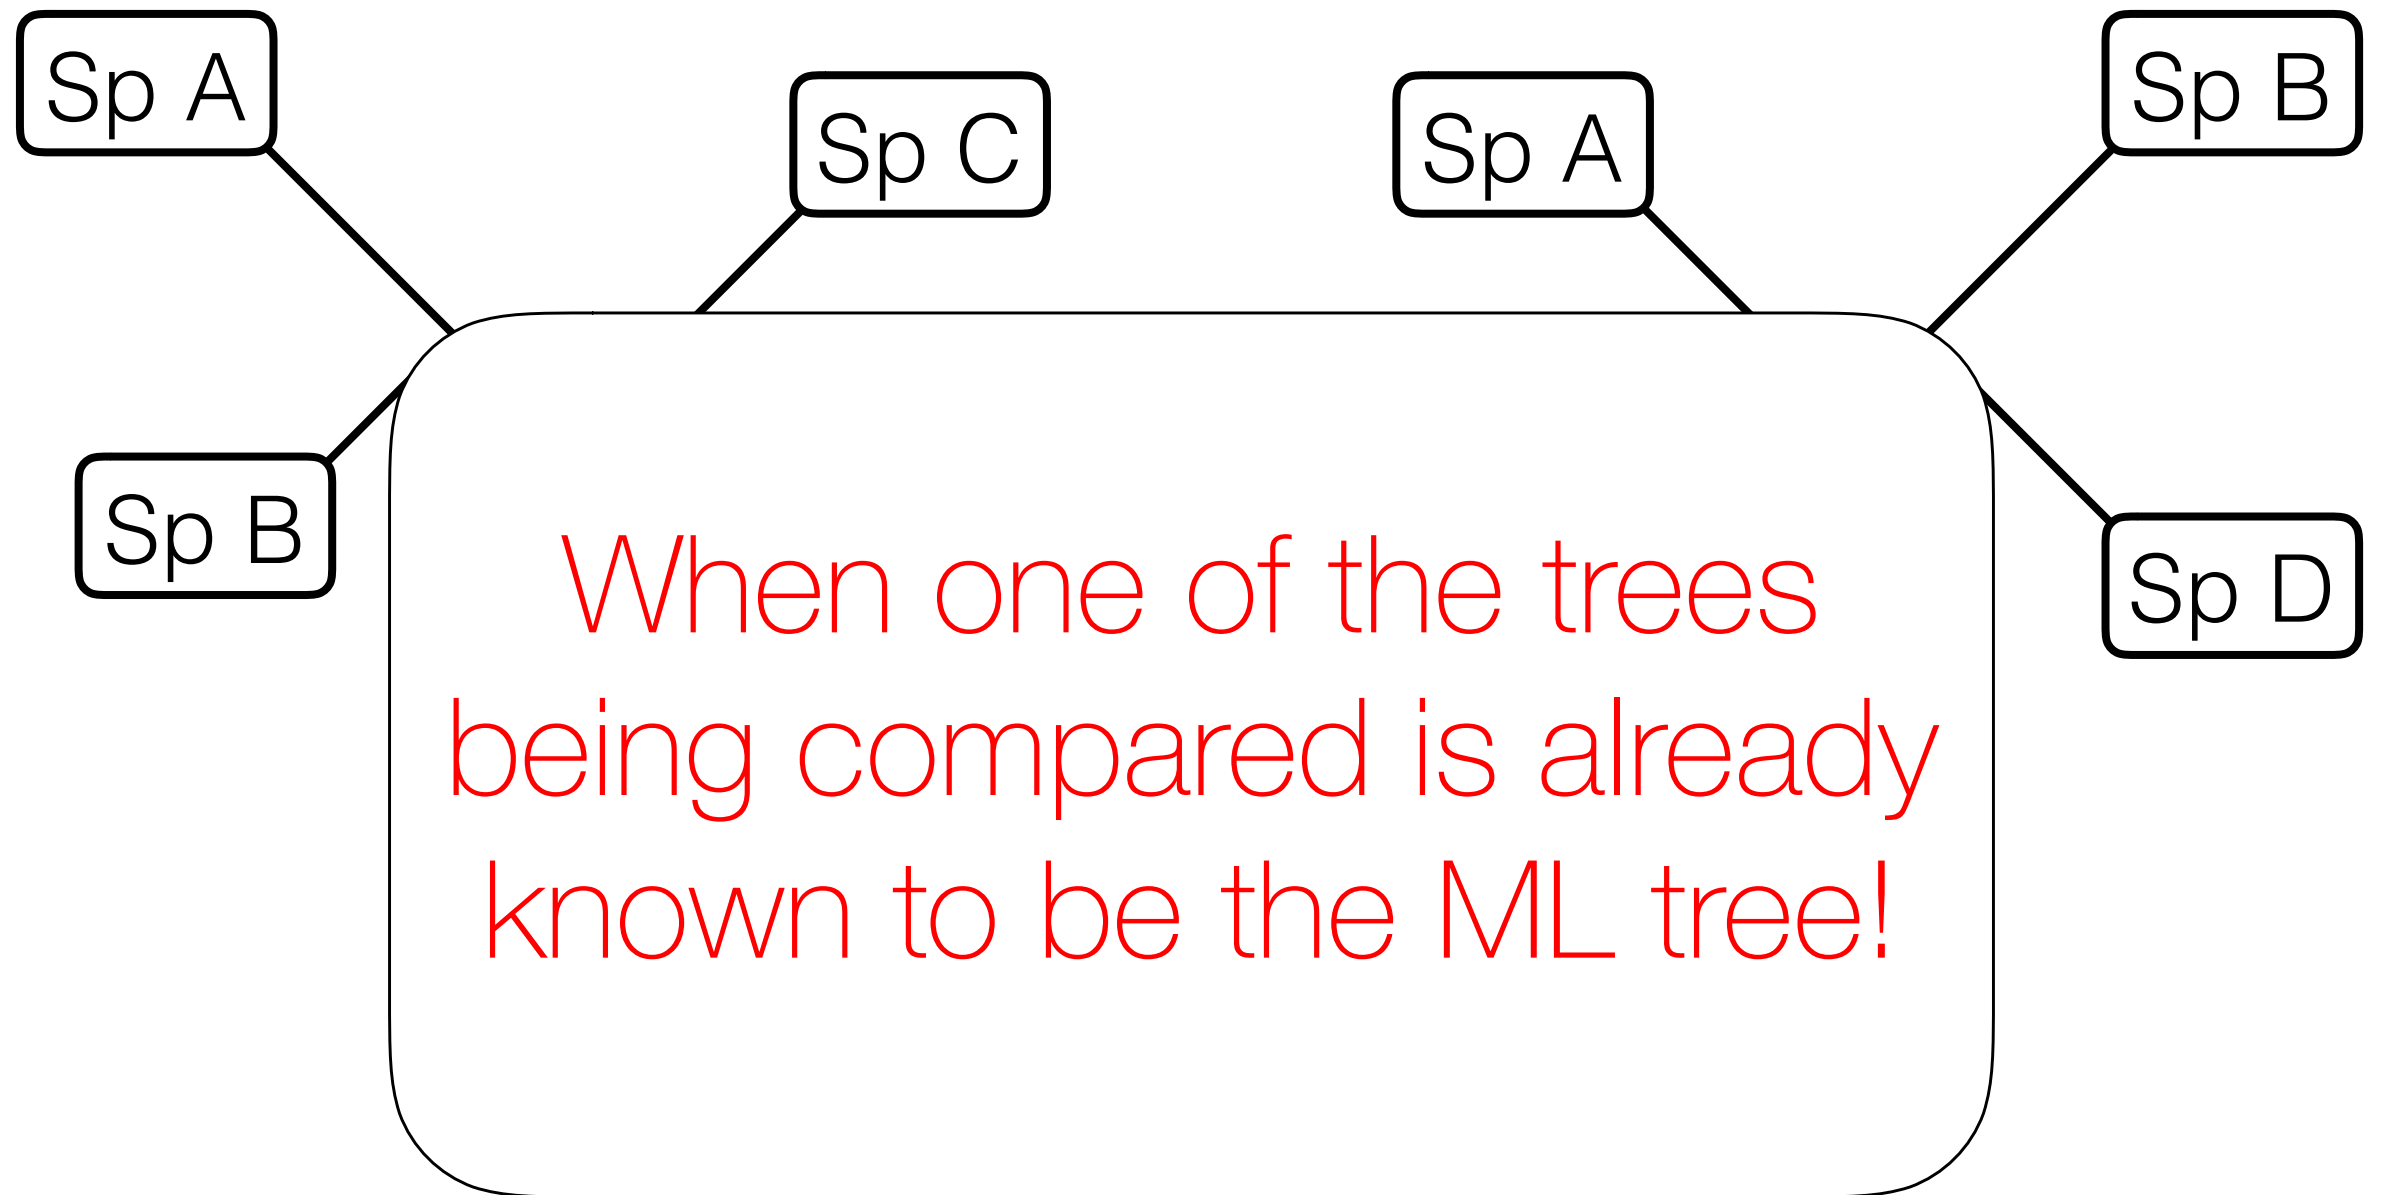 Sp A
Sp C
Sp A
Sp B
Sp B
Sp D
When one of the trees
being compared is already
known to be the ML tree!